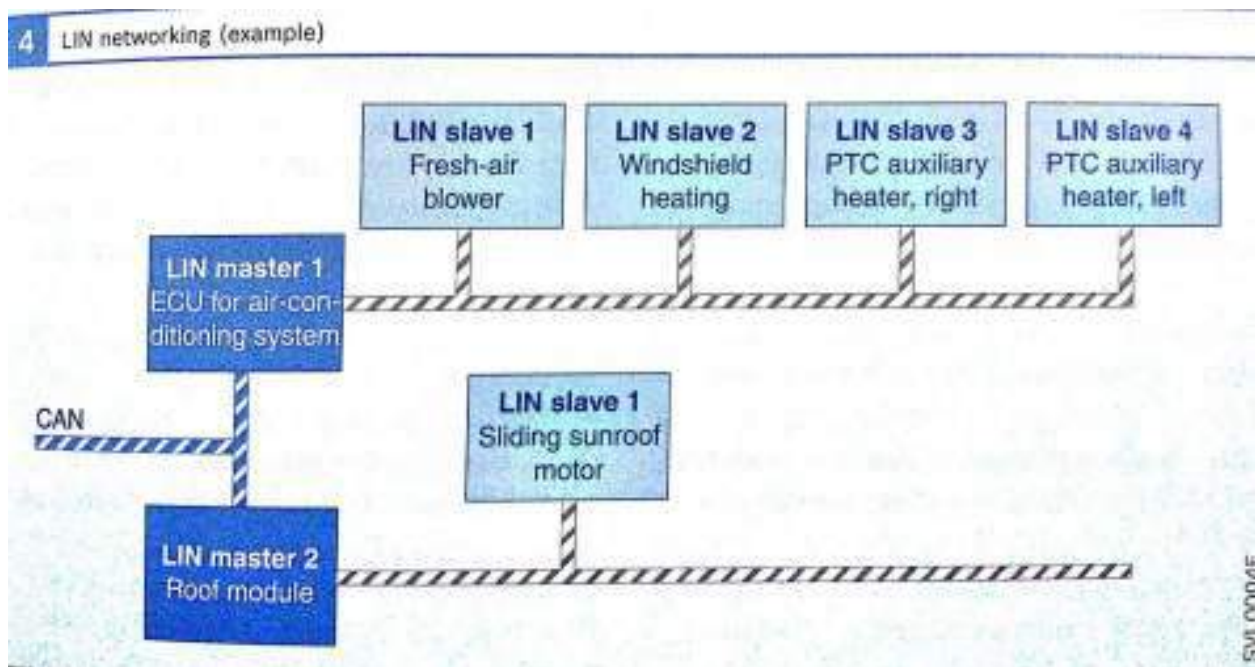 4 LIN networking (example)
LIN slave 1
Fresh-air
blower
LIN slave 2
Windshield
heating
LIN slave 3
PTC auxiliary
heater, right
LIN slave 4
PTC auxiliary
heater, left
LIN master 1
ECU for air-con-
ditioning system
CAN
LIN slave 1
Sliding sunroof
motor
LIN master 2
Roof module